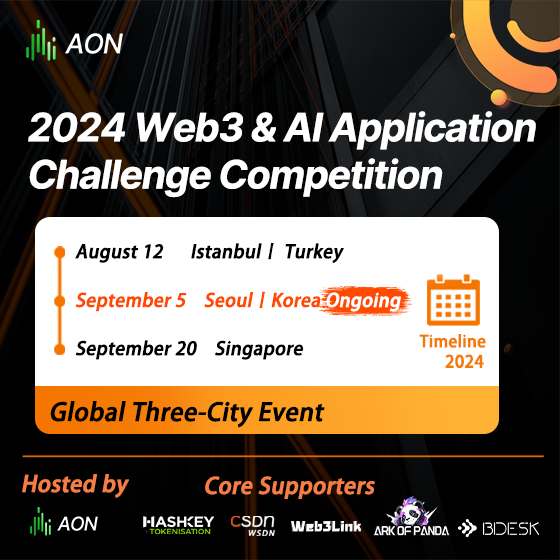 AON
2024 Web3 & AI Application
Challenge Competition
August 12 Istanbul | Turkey
September 5 Seoul | Korea Ongoing
September 20 Singapore
Timeline
2024
Global Three-City Event
Hosted by
Core Supporters
AON
HASHKEY
TOKENISATION
CSDN
WSDN
Web3Link
ARK OF PANDA
BDESK